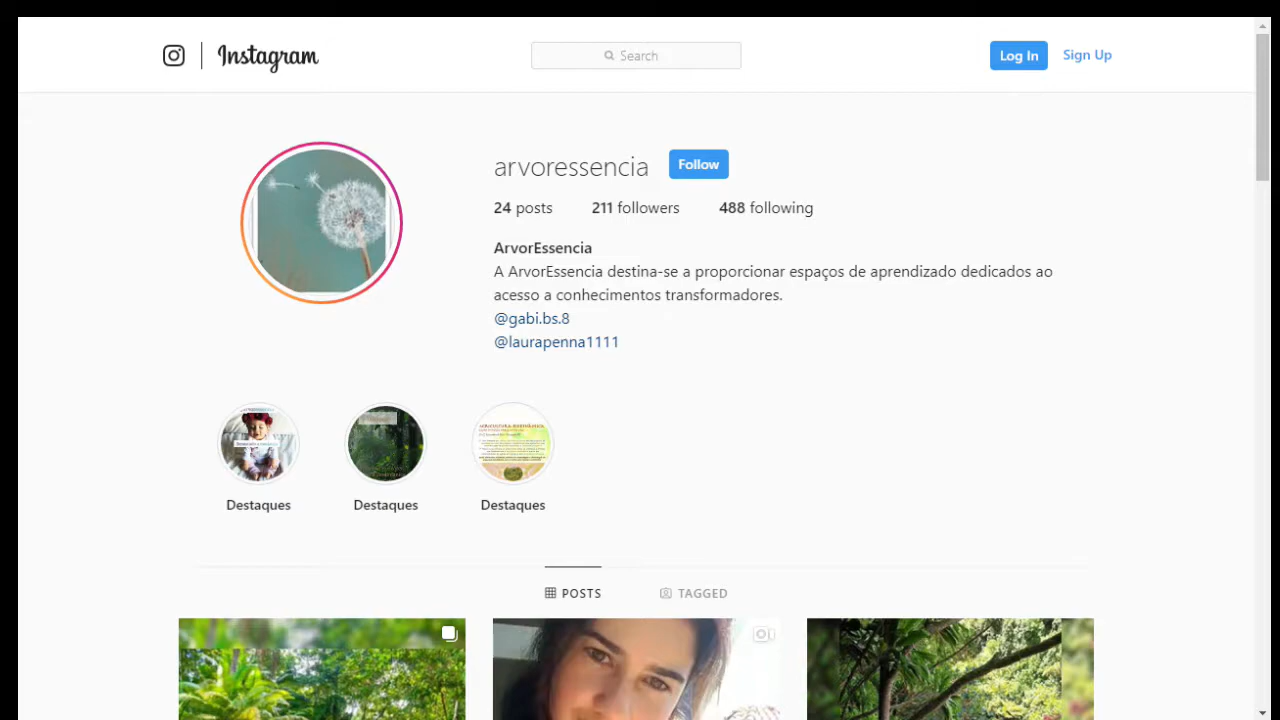 Instagram
Search
Log In
Sign Up
arvoressencia
Follow
24 posts
211 followers
488 following
ArvorEssencia
A ArvorEssencia destina-se a proporcionar espaços de aprendizado dedicados ao
acesso a conhecimentos transformadores.
@gabi.bs.8
@laurapenna1111
Destaques
Destaques
Destaques
POSTS
TAGGED